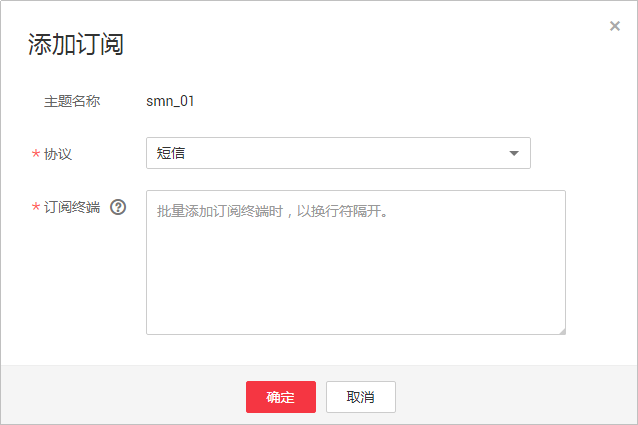 添加订阅
×
主题名称 smn_01
* 协议 短信
* 订阅终端 ?
批量添加订阅终端时，以换行符隔开。
确定 取消